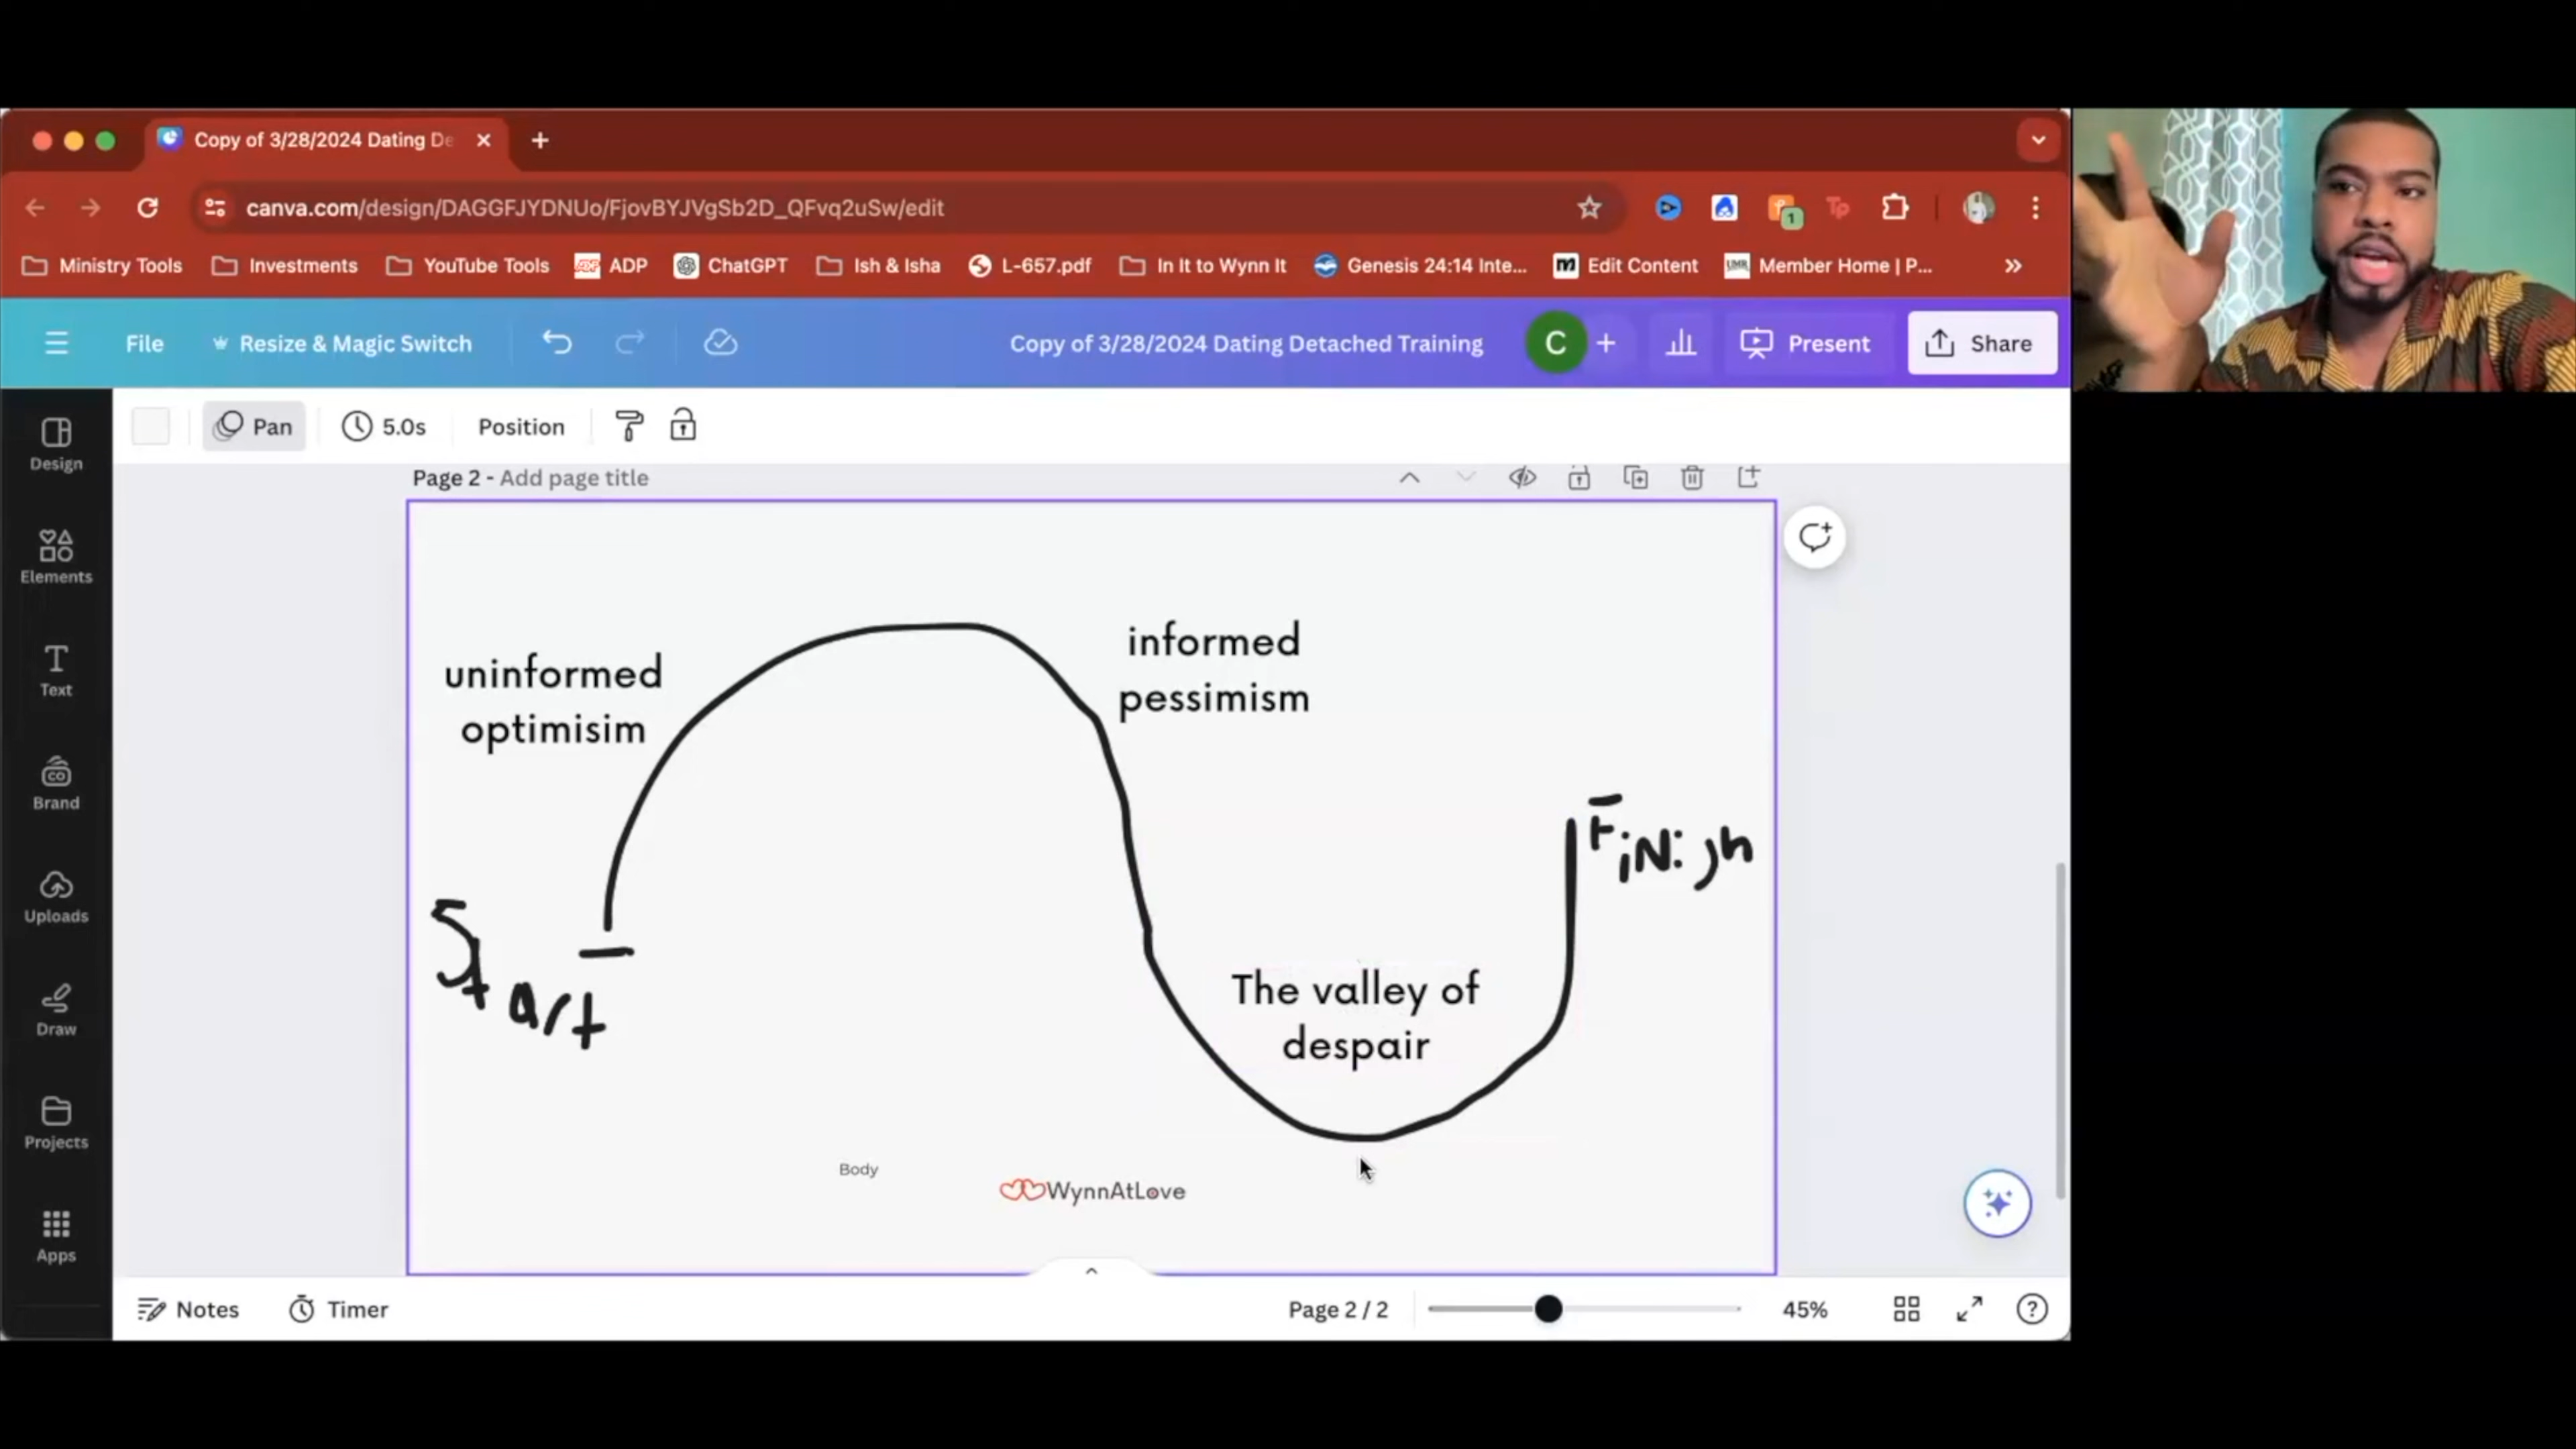 Copy of 3/28/2024 Dating De
canva.com/design/DAGGFJYDNUo/FjovBYJVgSb2D_QFvq2uSw/edit
1
Tp
Ministry Tools
Investments
YouTube Tools
ADP
ADP
ChatGPT
Ish & Isha
L-657.pdf
In It to Wynn It
Genesis 24:14 Inte...
Edit Content
UMR
Member Home | P...
File
Resize & Magic Switch
Copy of 3/28/2024 Dating Detached Training
C
Present
Share
Pan
5.0s
Position
Page 2 - Add page title
Design
Elements
Text
Brand
Uploads
Draw
Projects
Apps
uninformed
optimisim
informed
pessimism
Start
FiNish
The valley of
despair
Body
WynnAtLove
Notes
Timer
Page 2 / 2
45%